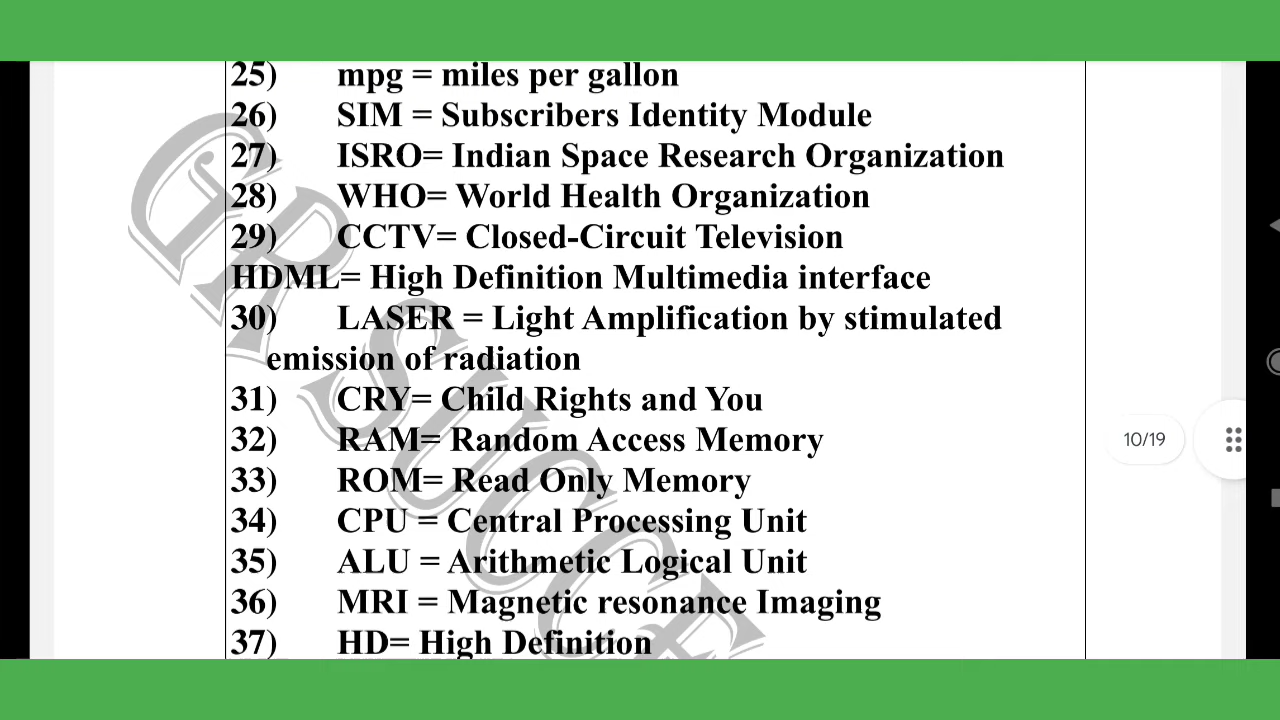 25) mpg = miles per gallon
26) SIM = Subscribers Identity Module
27) ISRO= Indian Space Research Organization
28) WHO= World Health Organization
29) CCTV= Closed-Circuit Television
HDML= High Definition Multimedia interface
30) LASER = Light Amplification by stimulated
emission of radiation
31) CRY= Child Rights and You
32) RAM= Random Access Memory
33) ROM= Read Only Memory
34) CPU = Central Processing Unit
35) ALU = Arithmetic Logical Unit
36) MRI = Magnetic resonance Imaging
37) HD= High Definition
10/19